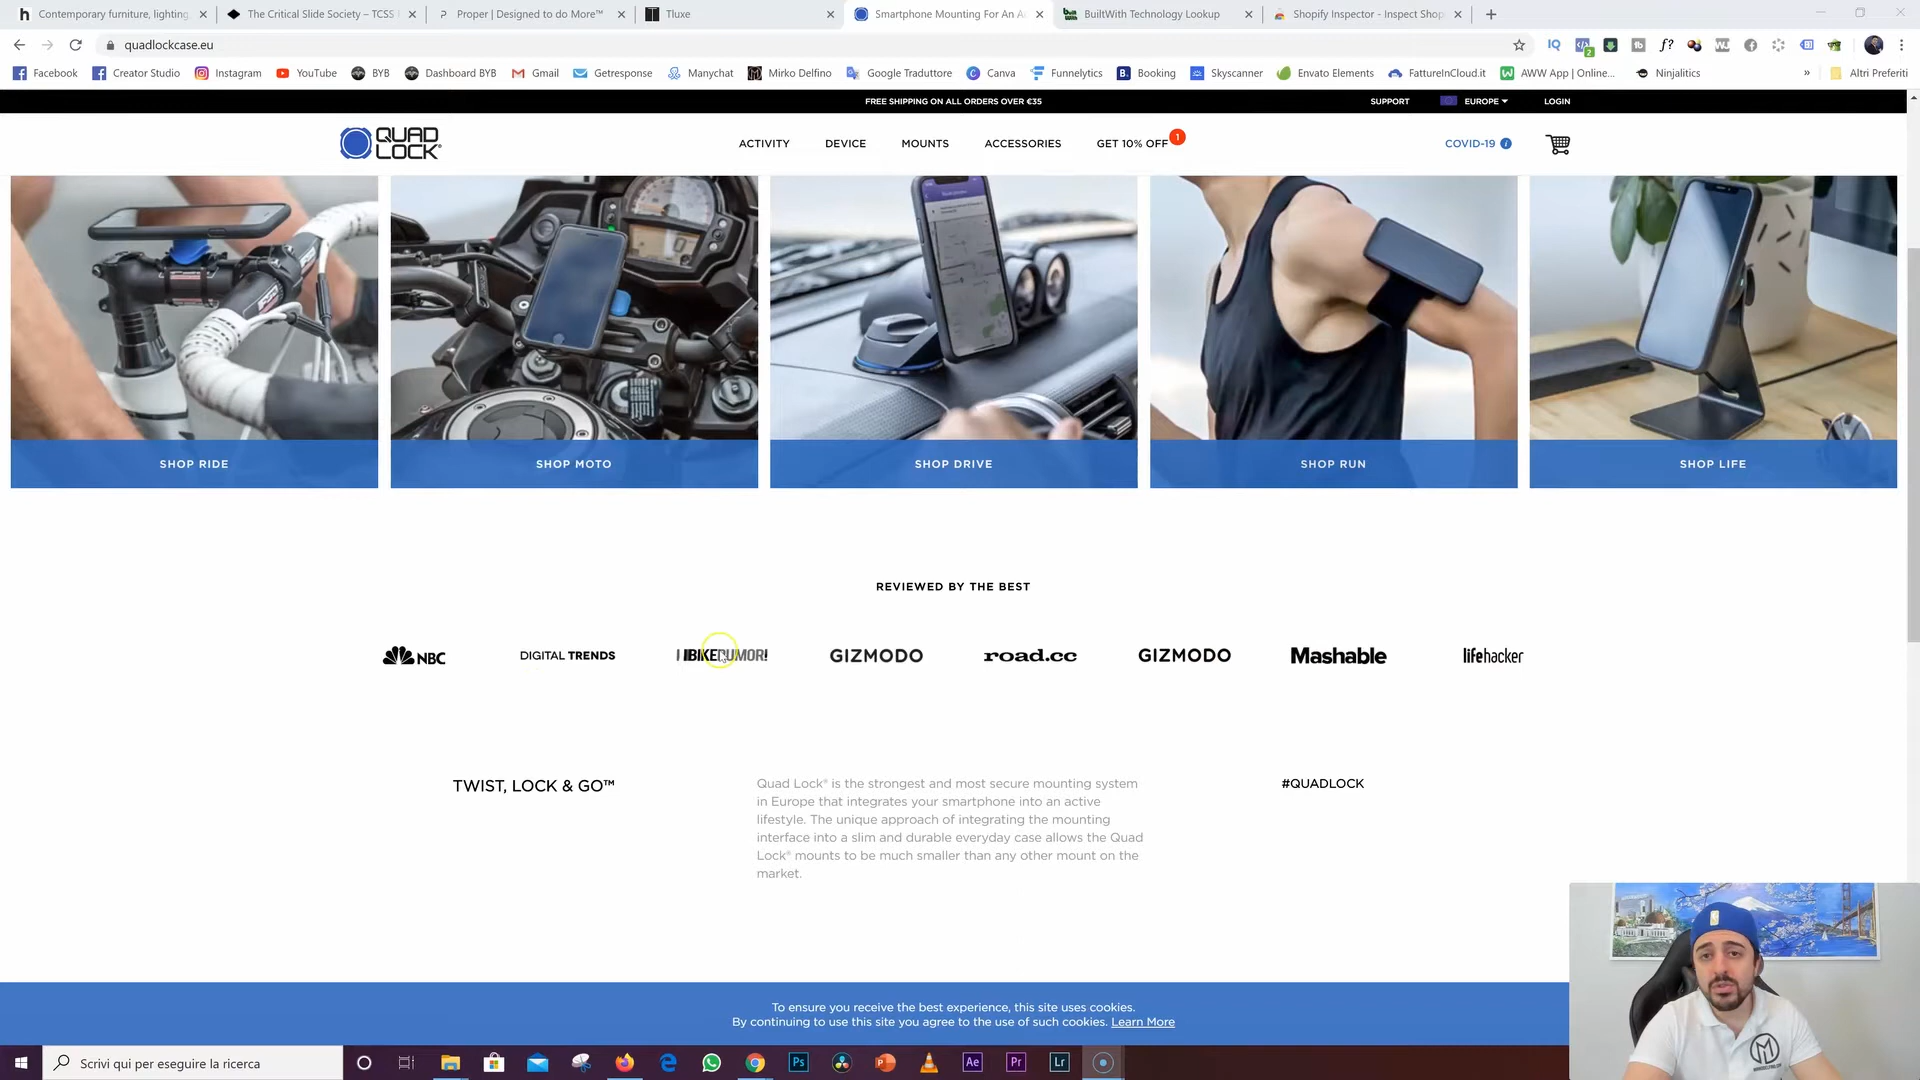 Contemporary furniture, lighting
The Critical Slide Society – TCSS
Proper | Designed to do More™
Tluxe
Smartphone Mounting For An A
BuiltWith Technology Lookup
Shopify Inspector - Inspect Shop
quadlockcase.eu
Facebook
Creator Studio
Instagram
YouTube
BYB
Dashboard BYB
Gmail
Getresponse
Manychat
Mirko Delfino
Google Traduttore
Canva
Funnelytics
Booking
Skyscanner
Envato Elements
FattureInCloud.it
AWW App | Online...
Ninjalitics
»
Altri Preferiti
FREE SHIPPING ON ALL ORDERS OVER €35
SUPPORT
EUROPE
LOGIN
QUAD
LOCK®
ACTIVITY
DEVICE
MOUNTS
ACCESSORIES
GET 10% OFF
1
COVID-19
SHOP RIDE
SHOP MOTO
SHOP DRIVE
SHOP RUN
SHOP LIFE
REVIEWED BY THE BEST
NBC
DIGITAL TRENDS
BIKERUMOR!
GIZMODO
road.cc
GIZMODO
Mashable
lifehacker
TWIST, LOCK & GO™
Quad Lock® is the strongest and most secure mounting system
in Europe that integrates your smartphone into an active
lifestyle. The unique approach of integrating the mounting
interface into a slim and durable everyday case allows the Quad
Lock® mounts to be much smaller than any other mount on the
market.
#QUADLOCK
To ensure you receive the best experience, this site uses cookies.
By continuing to use this site you agree to the use of such cookies. Learn More
Scrivi qui per eseguire la ricerca
Ps
Ae
Pr
Lr